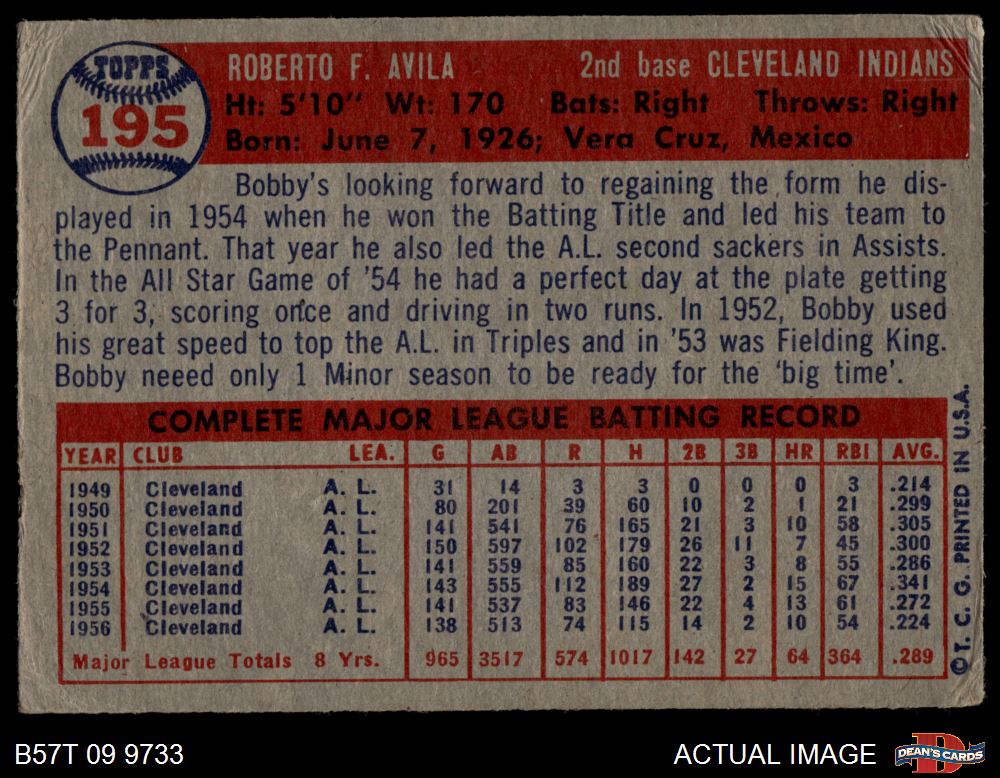 TOPPS
195
ROBERTO F. AVILA 2nd base CLEVELAND INDIANS
Ht: 5'10" Wt: 170 Bats: Right Throws: Right
Born: June 7, 1926; Vera Cruz, Mexico
Bobby's looking forward to regaining the form he dis-
played in 1954 when he won the Batting Title and led his team to
the Pennant. That year he also led the A.L. second sackers in Assists.
In the All Star Game of '54 he had a perfect day at the plate getting
3 for 3, scoring once and driving in two runs. In 1952, Bobby used
his great speed to top the A.L. in Triples and in '53 was Fielding King.
Bobby neeed only 1 Minor season to be ready for the 'big time'.
COMPLETE MAJOR LEAGUE BATTING RECORD
YEAR CLUB LEA. G AB R H 2B 3B HR RBI AVG.
1949 Cleveland A. L. 31 14 3 3 0 0 0 3 .214
1950 Cleveland A. L. 80 201 39 60 10 2 1 21 .299
1951 Cleveland A. L. 141 541 76 165 21 3 10 58 .305
1952 Cleveland A. L. 150 597 102 179 26 11 7 45 .300
1953 Cleveland A. L. 141 559 85 160 22 3 8 55 .286
1954 Cleveland A. L. 143 555 112 189 27 2 15 67 .341
1955 Cleveland A. L. 141 537 83 146 22 4 13 61 .272
1956 Cleveland A. L. 138 513 74 115 14 2 10 54 .224
Major League Totals 8 Yrs. 965 3517 574 1017 142 27 64 364 .289
© T. C. G. PRINTED IN U.S.A.
B57T 09 9733 ACTUAL IMAGE
DEAN'S CARDS